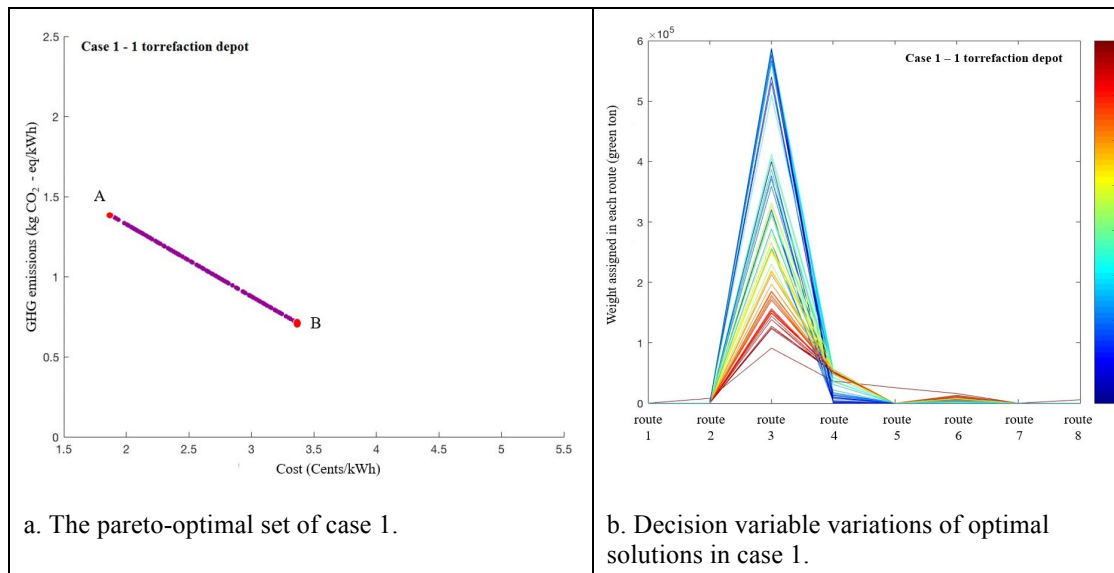 Case 1 - 1 torrefaction depot
2.5
2
1.5
1
0.5
0
GHG emissions (kg CO₂ - eq/kWh)
A
B
1.5 2 2.5 3 3.5 4 4.5 5 5.5
Cost (Cents/kWh)
a. The pareto-optimal set of case 1.
×10⁵
Case 1 – 1 torrefaction depot
6
5
4
3
2
1
0
Weight assigned in each route (green ton)
route route route route route route route route
1 2 3 4 5 6 7 8
b. Decision variable variations of optimal
solutions in case 1.